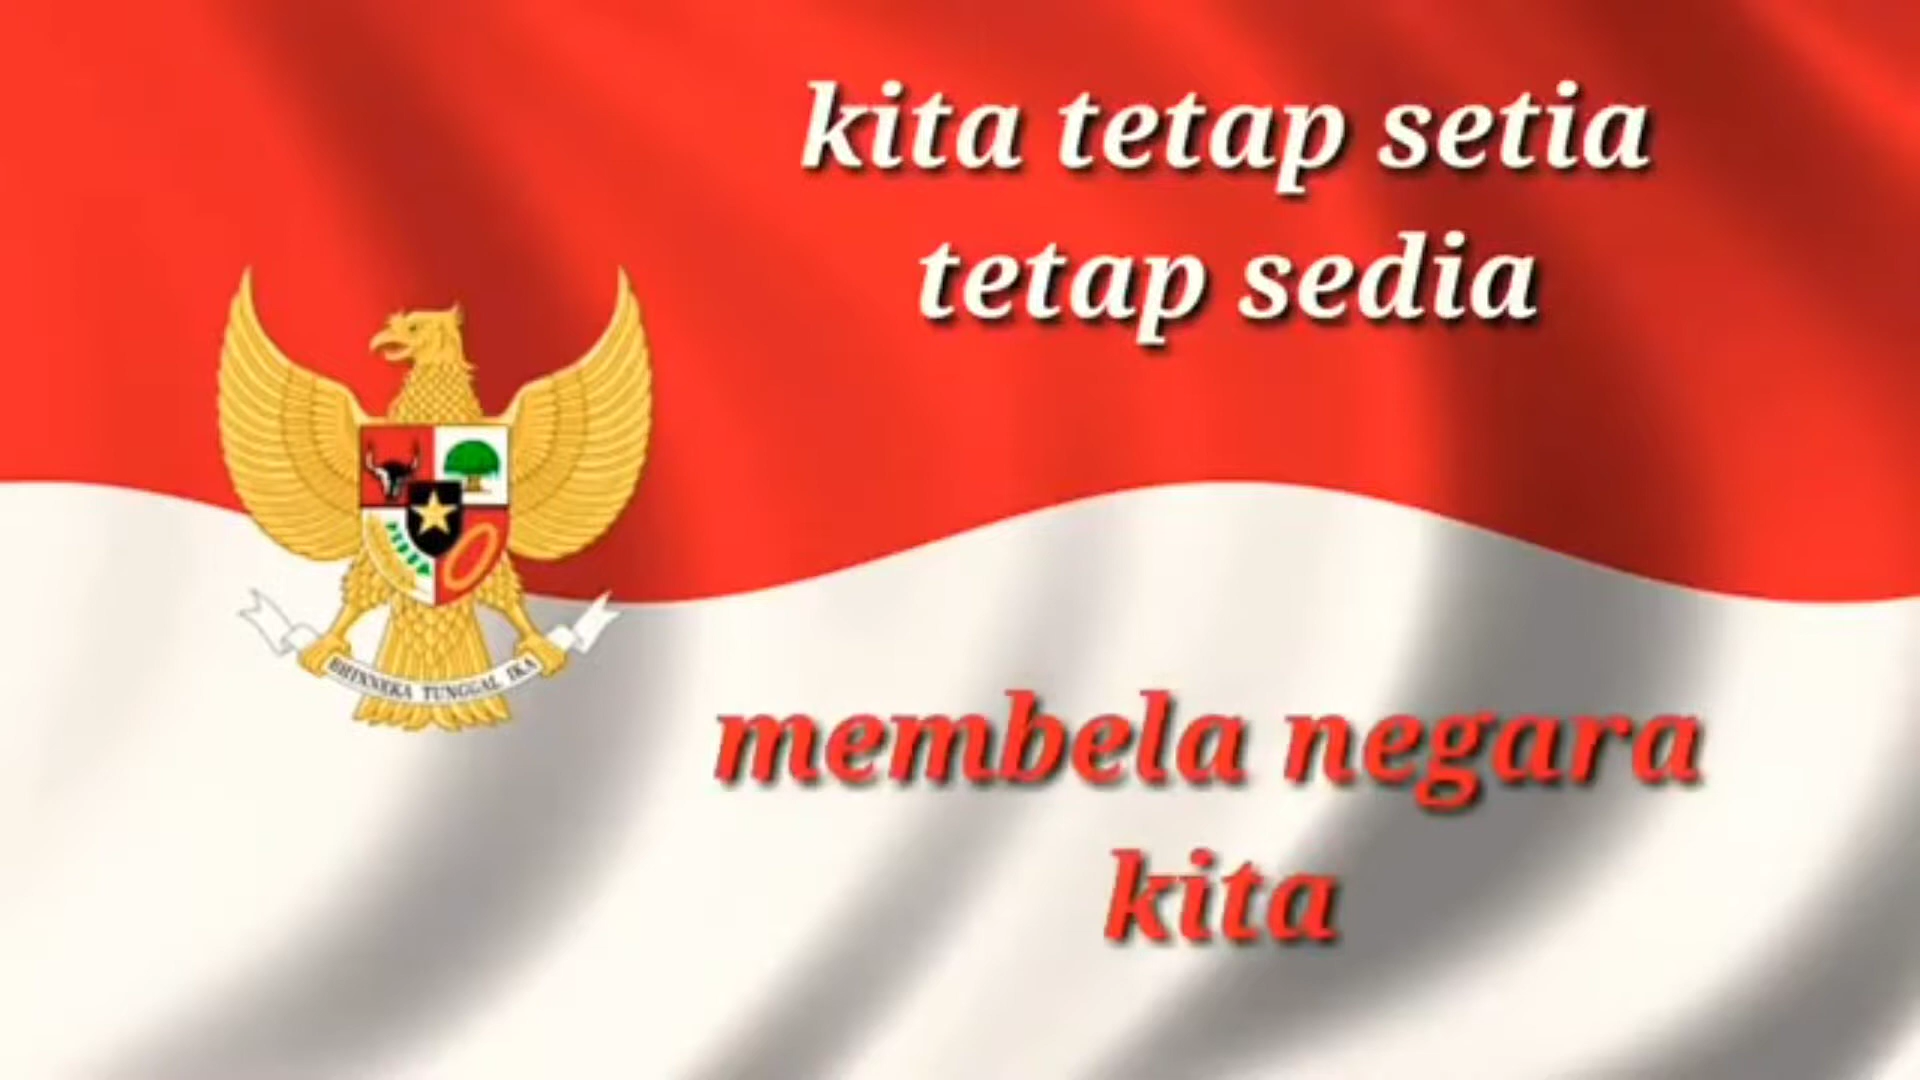 kita tetap setia
tetap sedia
BHINNEKA TUNGGAL IKA
membela negara
kita